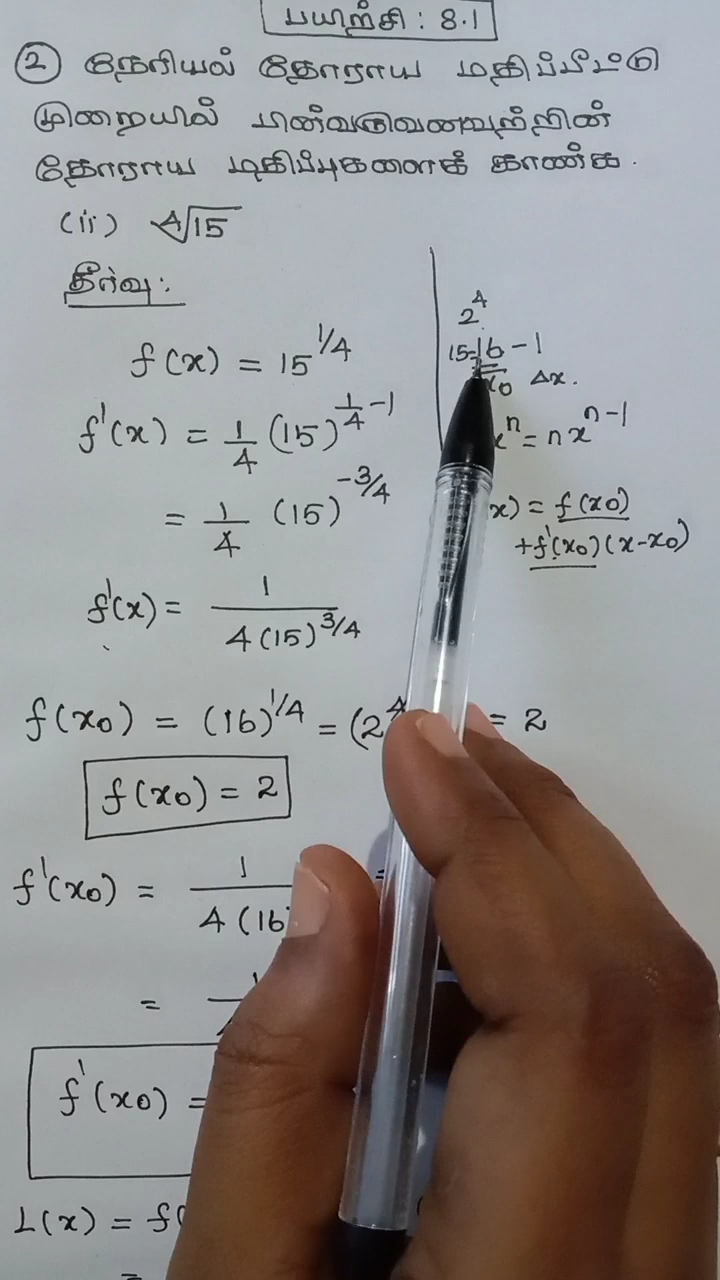 பயிற்சி : 8.1
② நேரியல் தோராய மதிப்பீட்டு
முறையில் பின்வருவனவற்றின்
தோராய மதிப்புகளைக் காண்க.
(ii) ∜15
தீர்வு:
f(x) = 15^1/4
f'(x) = 1/4 (15)^1/4-1
= 1/4 (15)^-3/4
f'(x) = 1/4(15)^3/4
f(x₀) = (16)^1/4 = (2^4 = 2
f(x₀) = 2
f'(x₀) = 1/4(16
=
f'(x₀) =
L(x) = f(
=
2^4
15=16-1
x₀ Δx.
x^n = nx^n-1
x) = f(x₀)
+f'(x₀)(x-x₀)